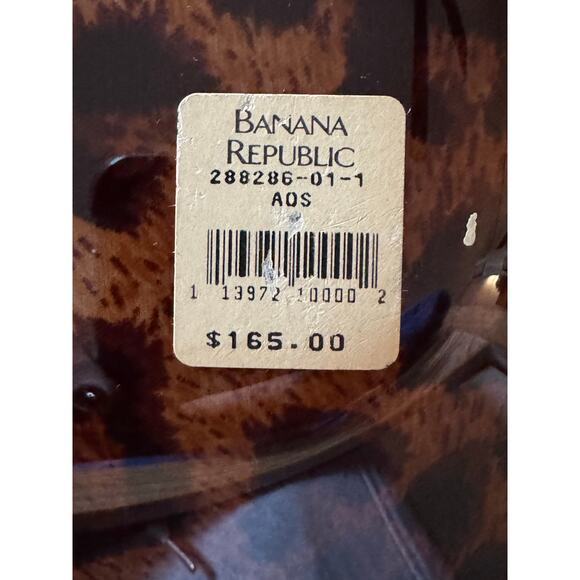 BANANA
REPUBLIC
288286-01-1
AOS
1 13972 10000 2
$165.00